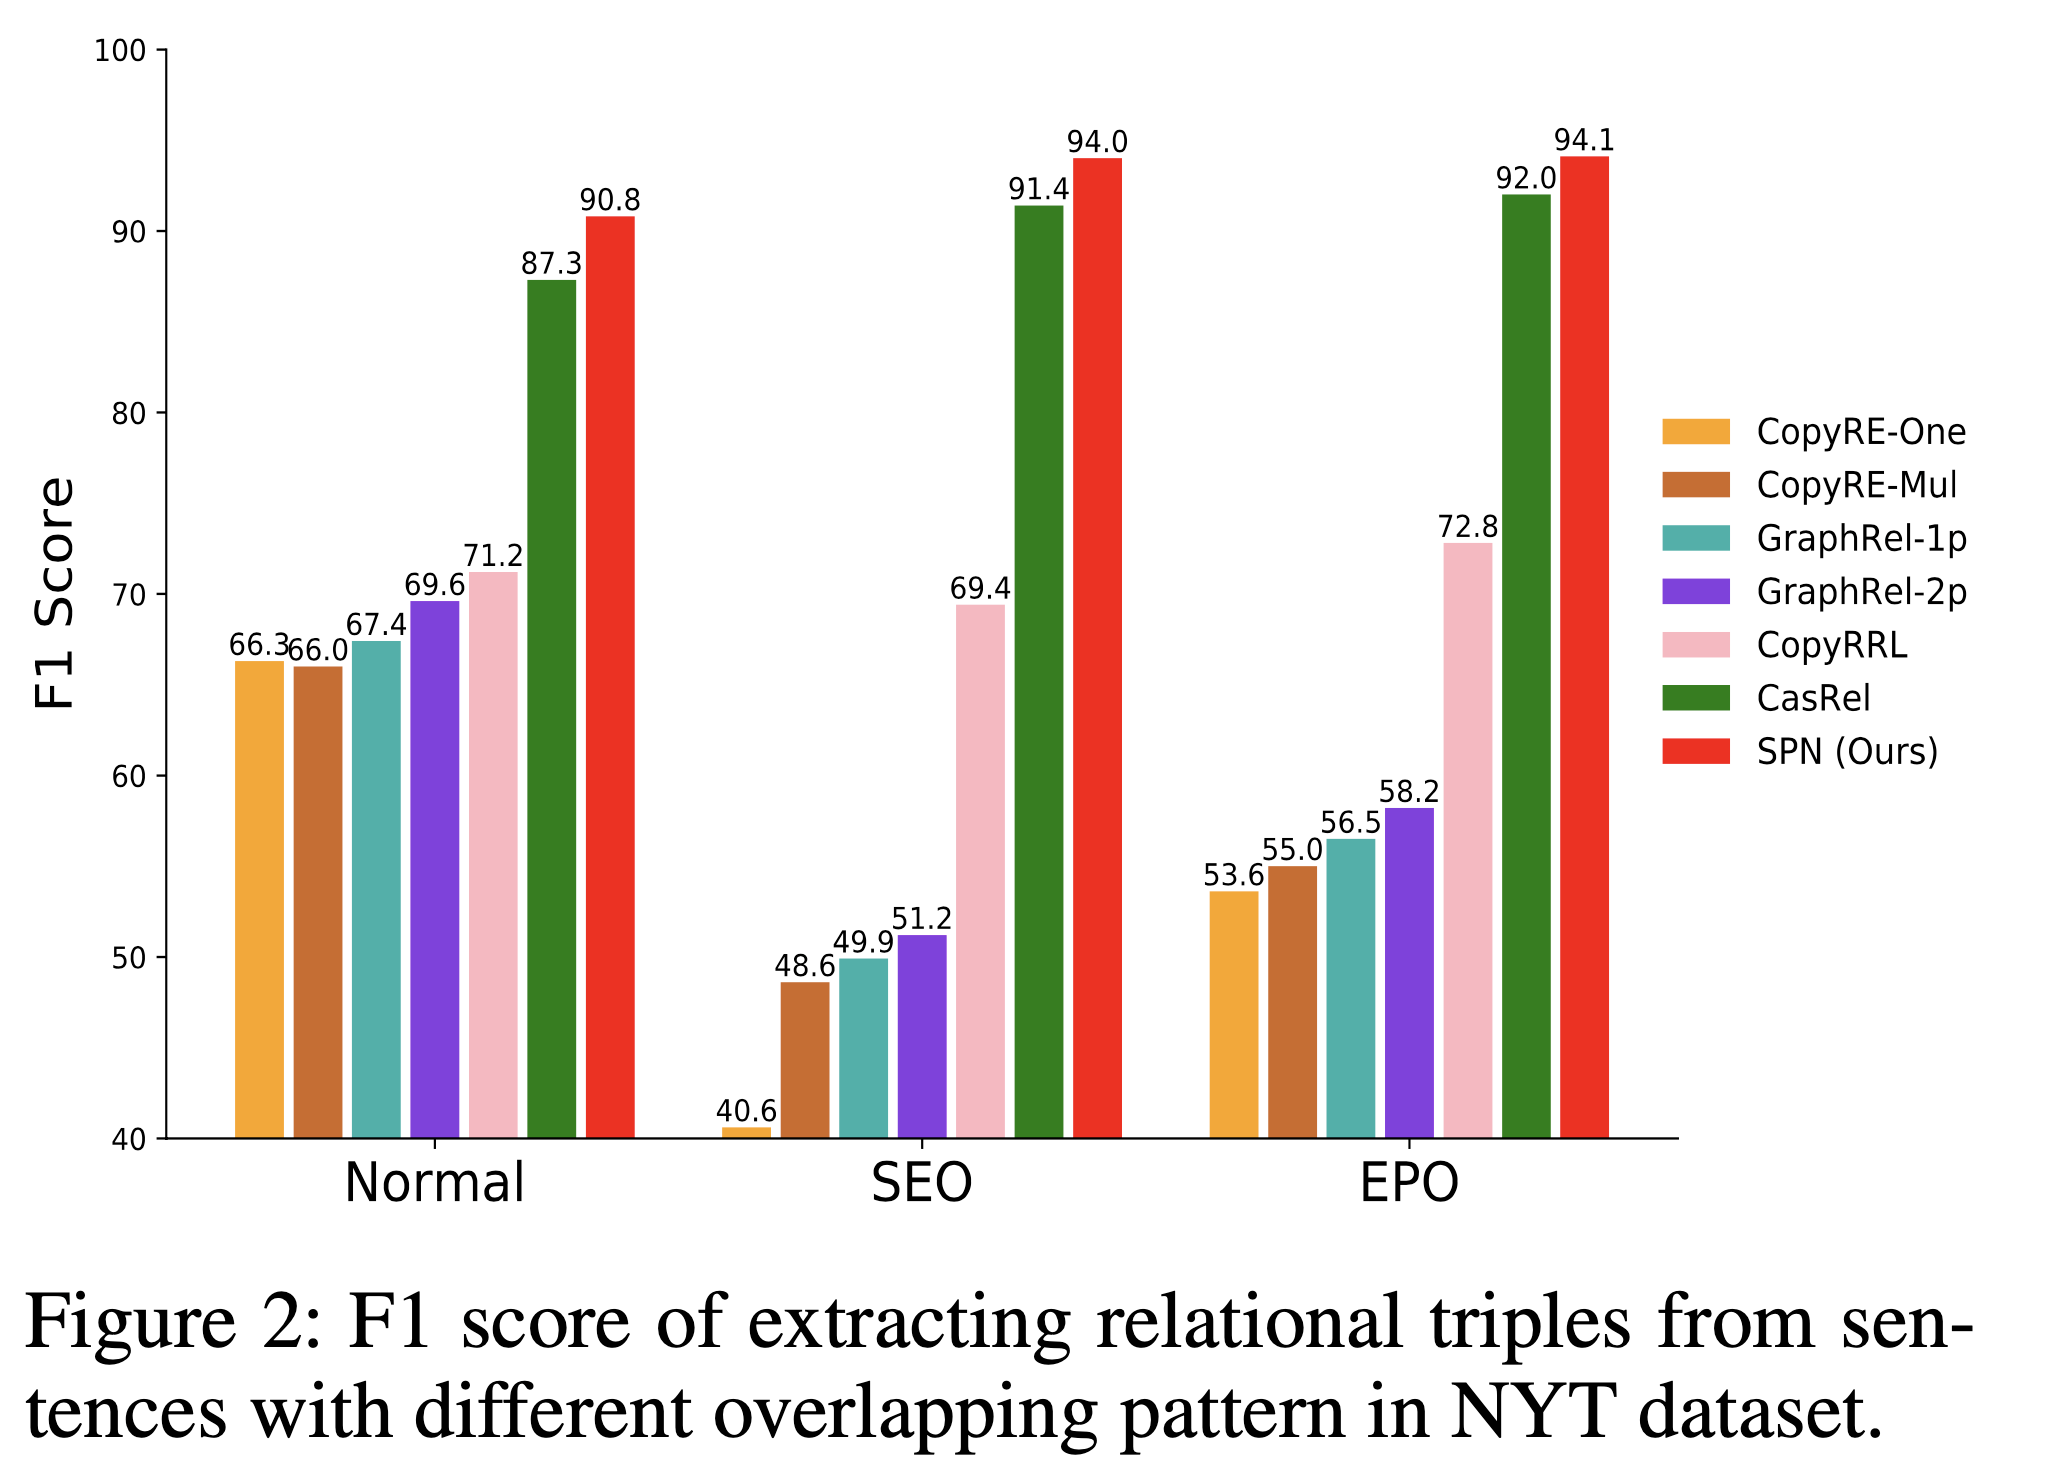 100
90
80
70
60
50
40
F1 Score
66.3
66.0
67.4
69.6
71.2
87.3
90.8
40.6
48.6
49.9
51.2
69.4
91.4
94.0
53.6
55.0
56.5
58.2
72.8
92.0
94.1
Normal
SEO
EPO
CopyRE-One
CopyRE-Mul
GraphRel-1p
GraphRel-2p
CopyRRL
CasRel
SPN (Ours)
Figure 2: F1 score of extracting relational triples from sen-
tences with different overlapping pattern in NYT dataset.